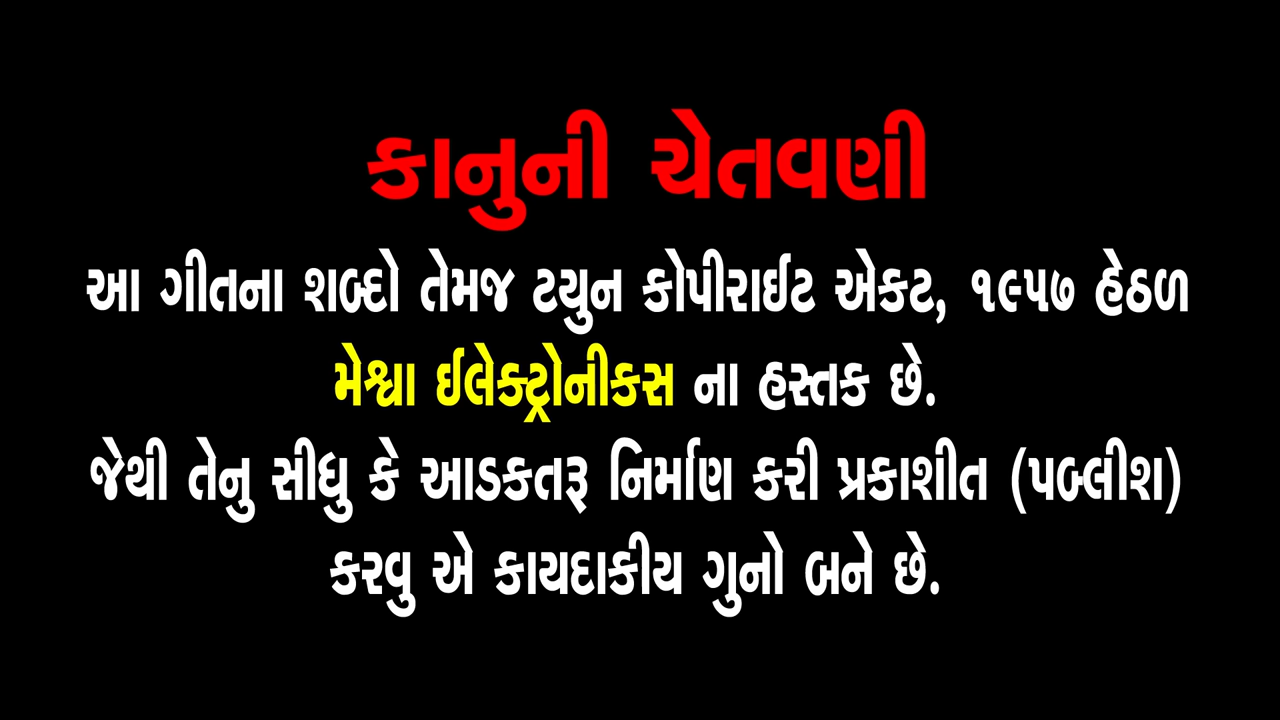 કાનુની ચેતવણી
આ ગીતના શબ્દો તેમજ ટયુન કોપીરાઈટ એકટ, ૧૯૫૭ હેઠળ
મેશ્વા ઈલેક્ટ્રોનીકસ ના હસ્તક છે.
જેથી તેનુ સીધુ કે આડકતરૂ નિર્માણ કરી પ્રકાશીત (પબ્લીશ)
કરવુ એ કાયદાકીય ગુનો બને છે.